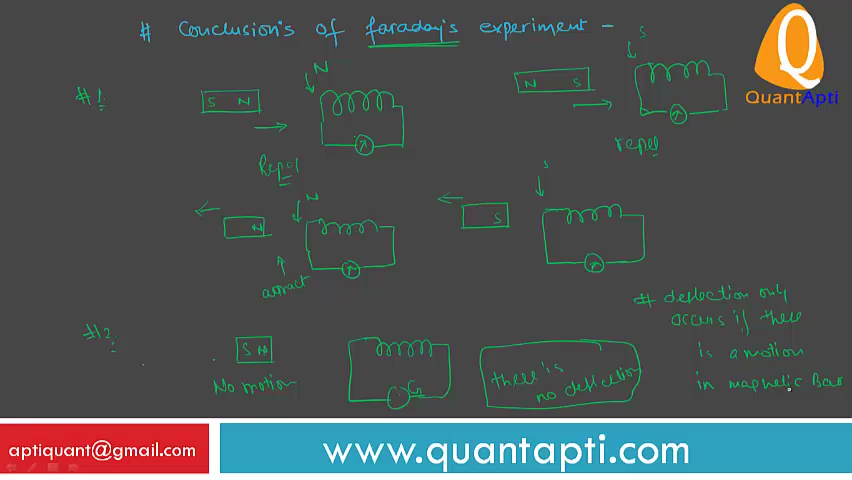 # Conclusion's of faraday's experiment –
QuantApti
#1
S N
N
Repel
N S
S
repel
N
N
attract
S
S
#2
S N
No motion
G
there is
no deflection
# deflection only
occurs if there
is a motion
in magnetic Bar
aptiquant@gmail.com
www.quantapti.com